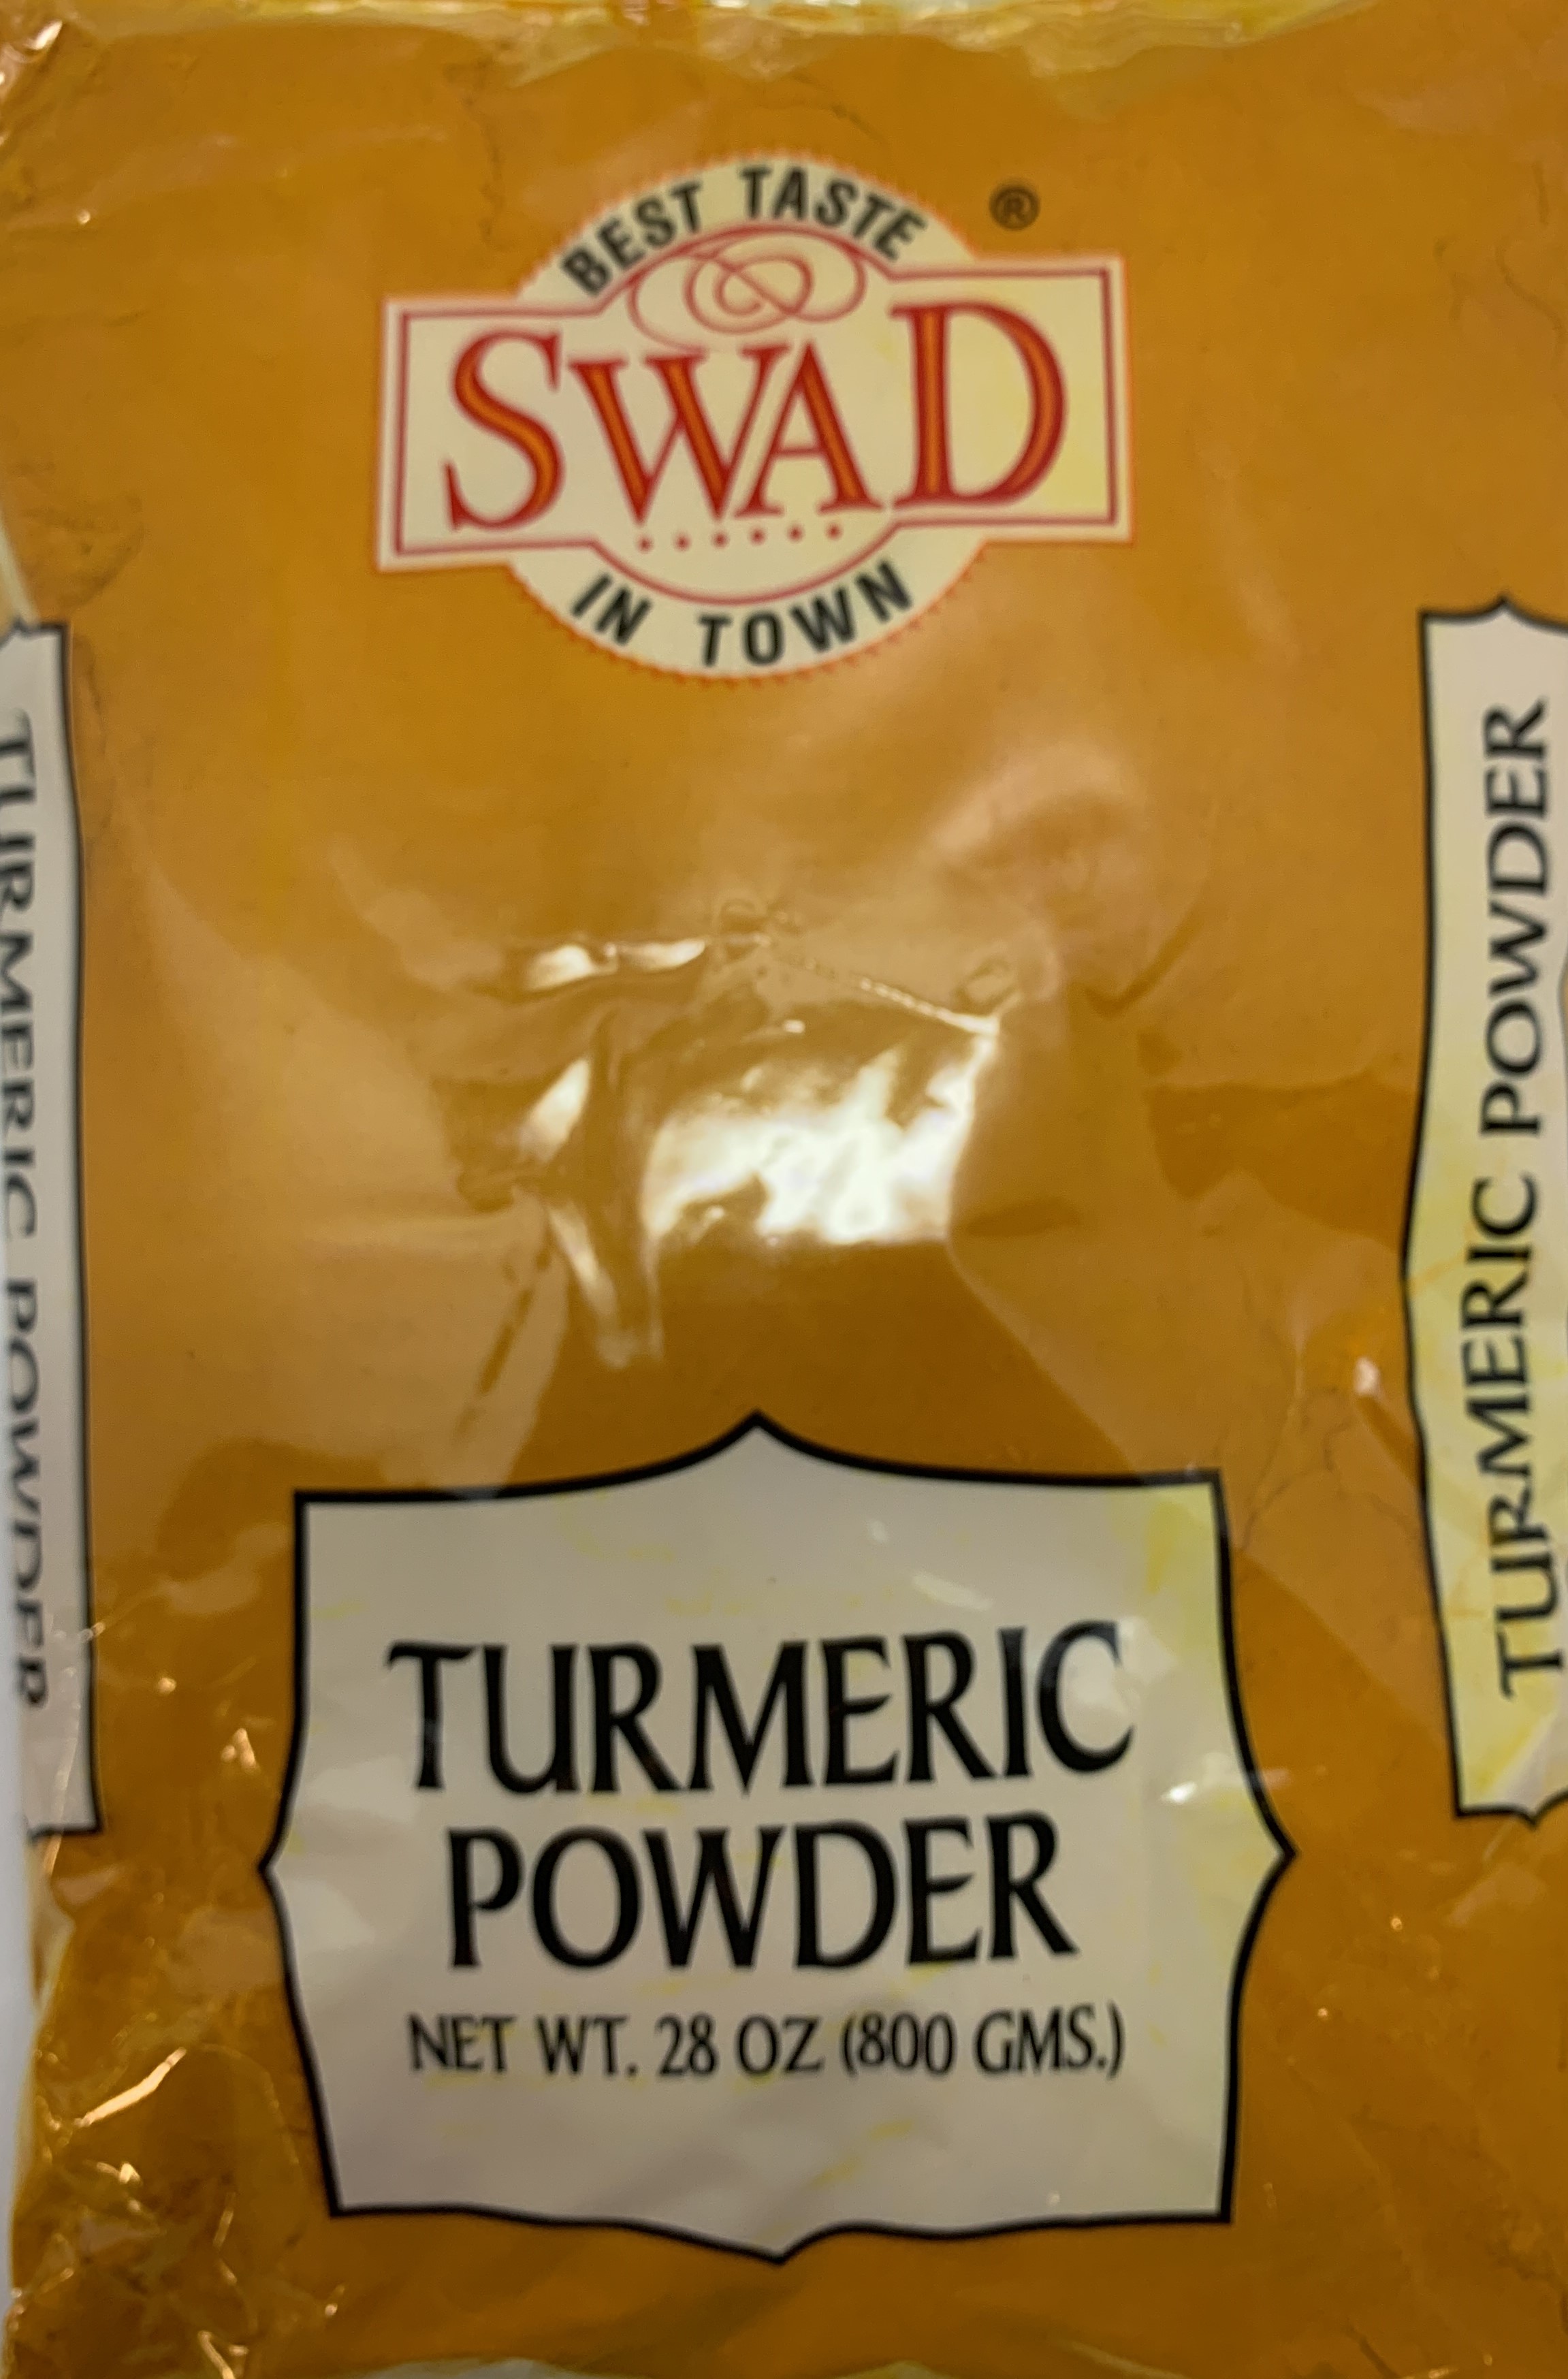 BEST TASTE
®
SWAD
IN TOWN
TURMERIC POWDER
TURMERIC POWDER
TURMERIC
POWDER
NET WT. 28 OZ (800 GMS.)